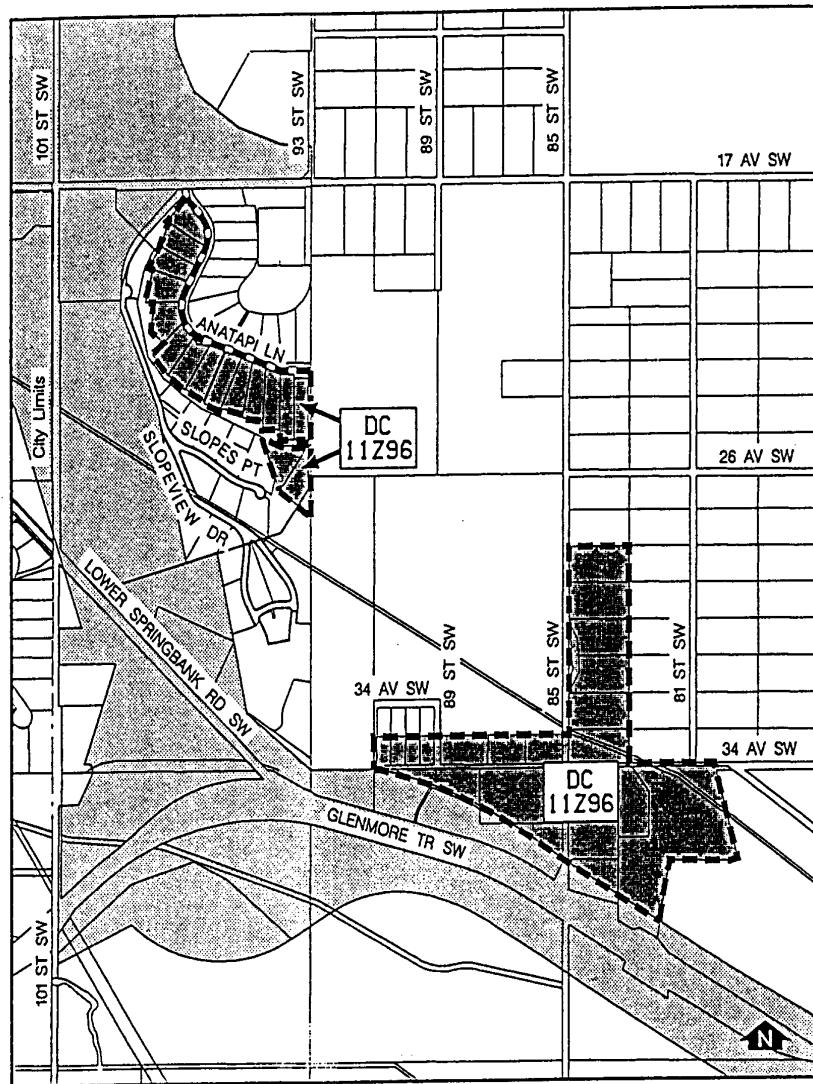 101 ST SW
93 ST SW
89 ST SW
85 ST SW
17 AV SW
ANATAPI LN
City Limits
DC
11Z96
SLOPES PT
26 AV SW
SLOPEVIEW DR
LOWER SPRINGBANK RD SW
89 ST SW
85 ST SW
81 ST SW
34 AV SW
34 AV SW
DC
11Z96
GLENMORE TR SW
101 ST SW
N